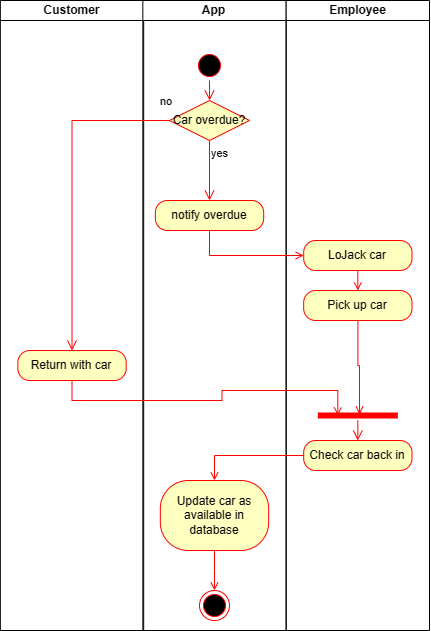 Customer
App
Employee
no
Car overdue?
yes
notify overdue
LoJack car
Pick up car
Return with car
Check car back in
Update car as
available in
database